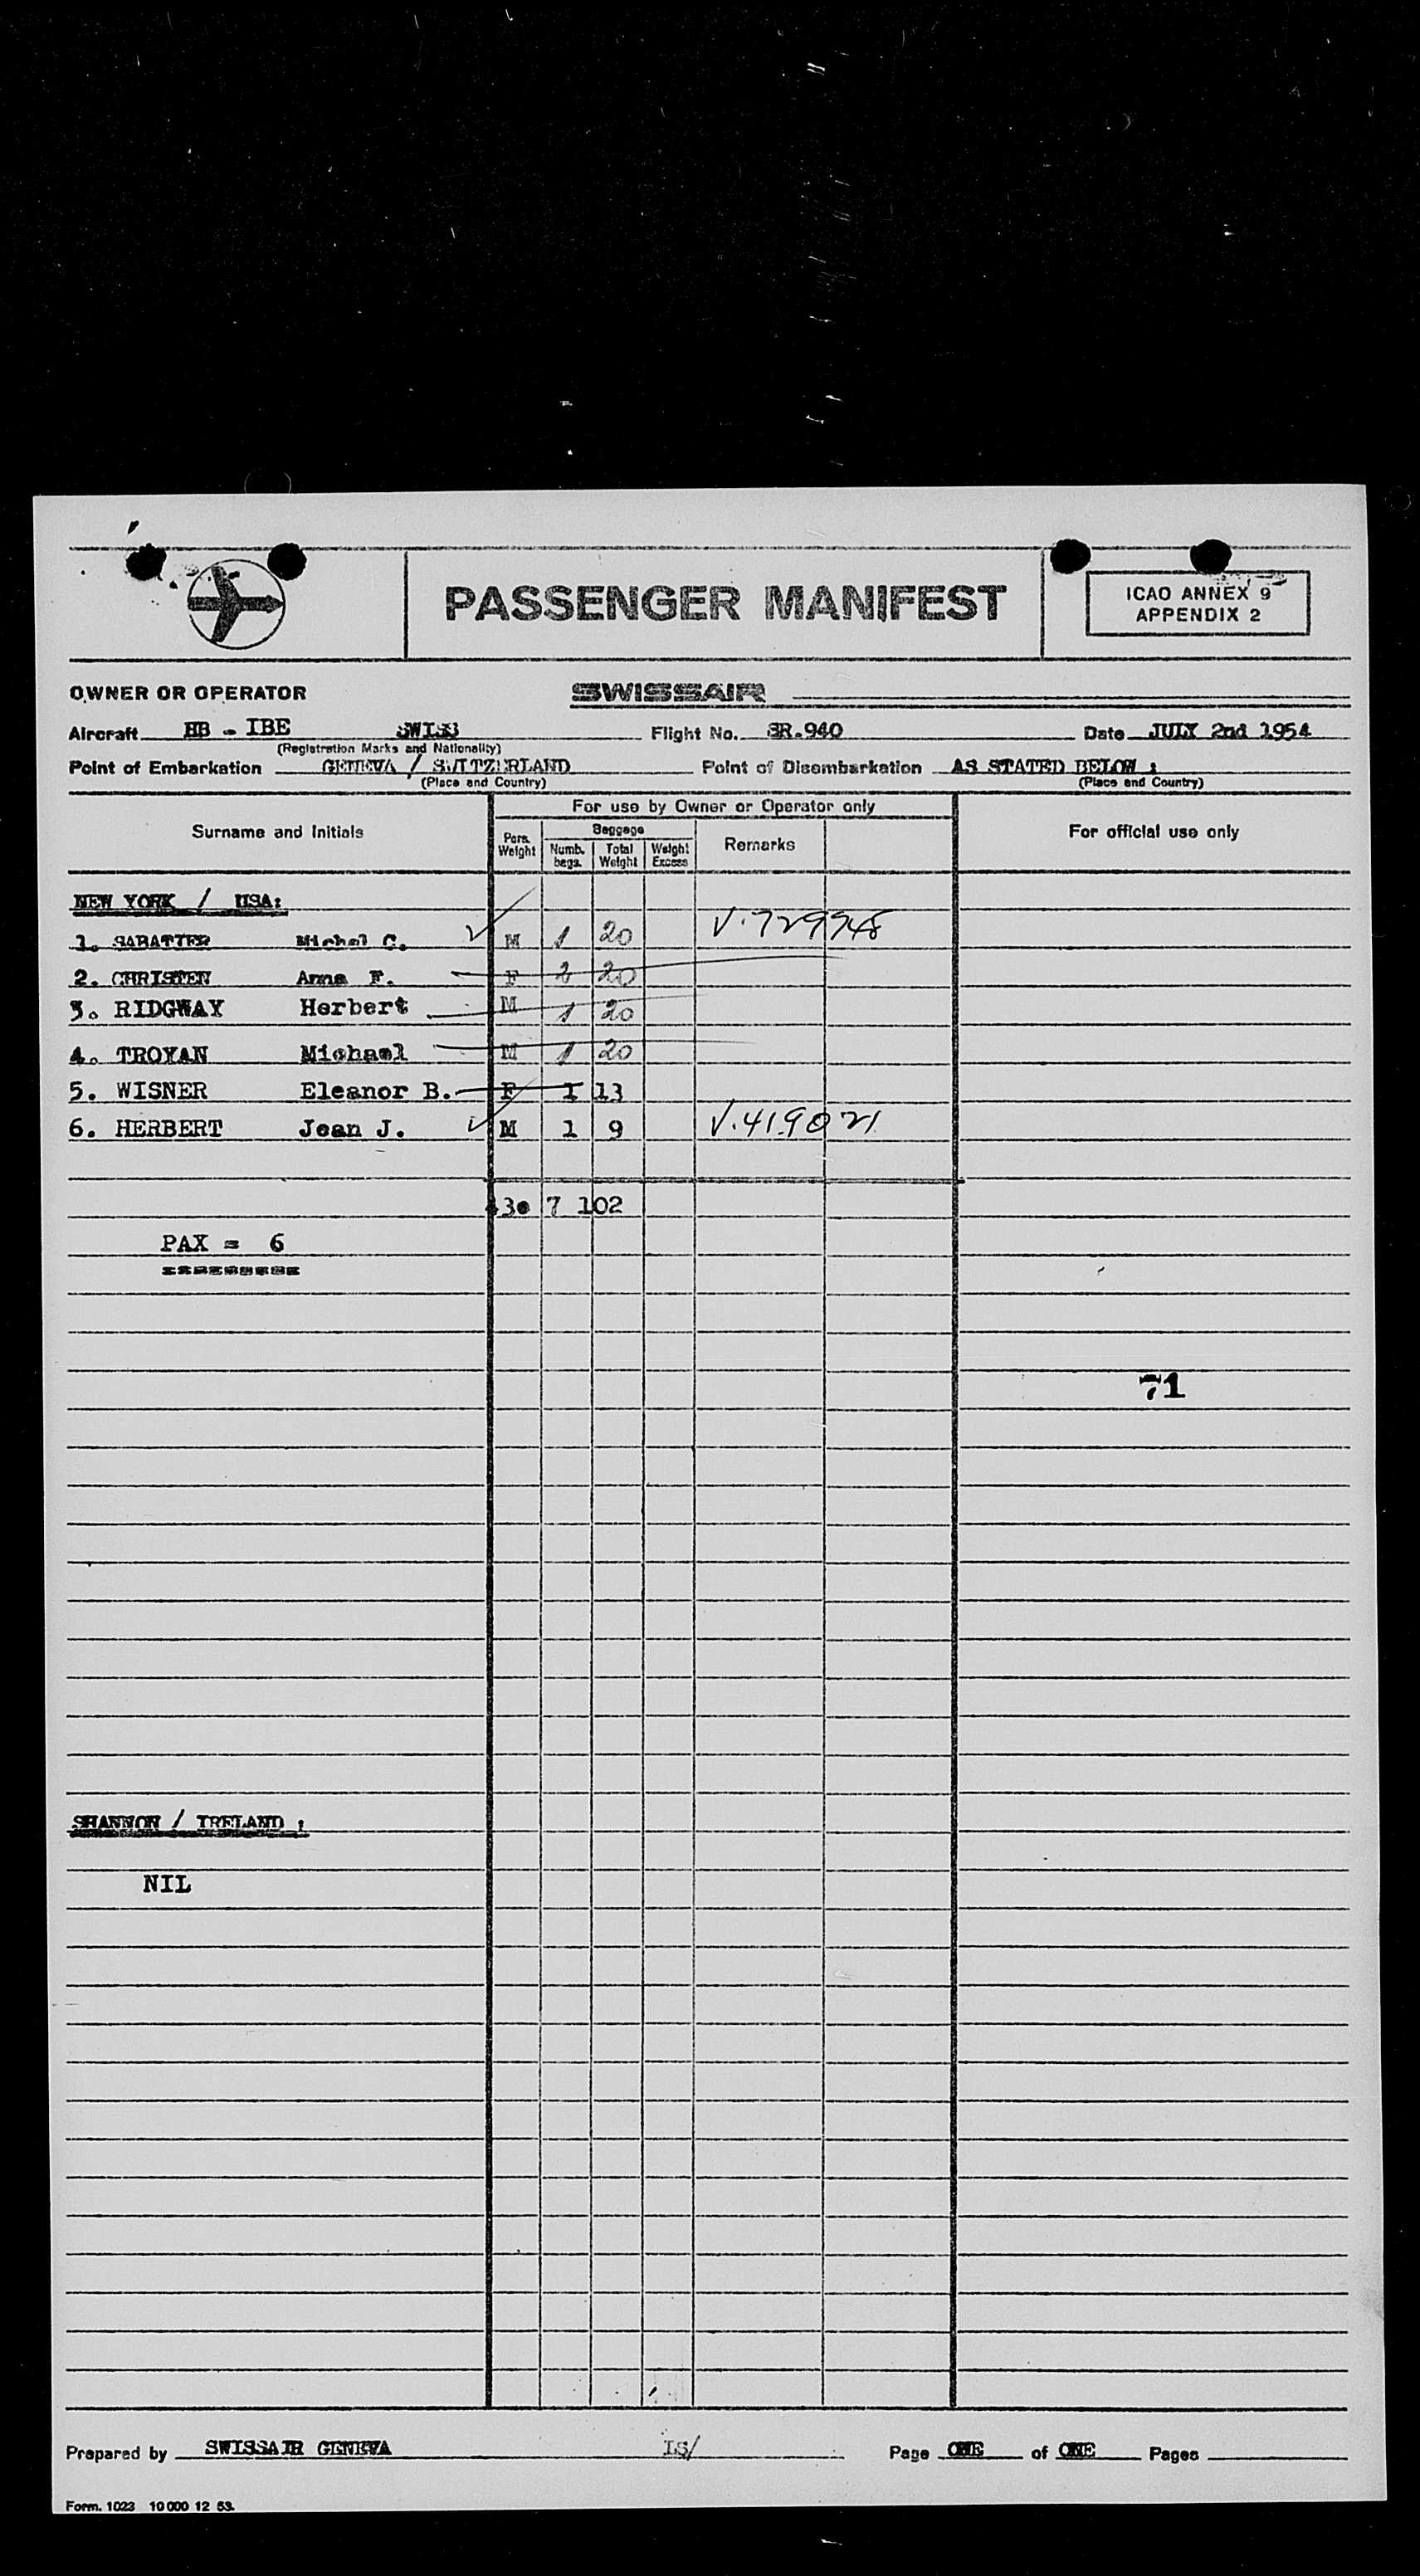 PASSENGER MANIFEST
ICAO ANNEX 9
APPENDIX 2
OWNER OR OPERATOR SWISSAIR
Aircraft HB - IBE SWISS Flight No. SR.940 Date JULY 2nd 1954
(Registration Marks and Nationality)
Point of Embarkation GENEVA / SWITZERLAND Point of Disembarkation AS STATED BELOW :
(Place and Country) (Place and Country)
For use by Owner or Operator only
Surname and Initials Pers. Weight Baggage Numb. bags. Total Weight Weight Excess Remarks For official use only
NEW YORK / USA:
1. SABATIER Michel C. M 1 20 V.729948
2. CHRISTEN Anna F. F 2 20
3. RIDGWAY Herbert M 1 20
4. TROYAN Michael M 1 20
5. WISNER Eleanor B. F 1 13
6. HERBERT Jean J. M 1 9 V.419021
7 102
PAX = 6
=========
71
SHANNON / IRELAND :
NIL
Prepared by SWISSAIR GENEVA IS/ Page ONE of ONE Pages
Form. 1023 10000 12 53.